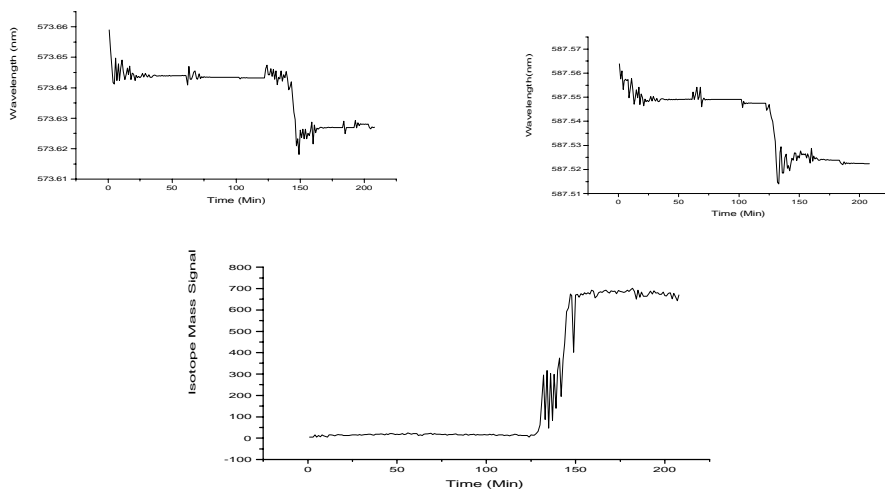 573.66
573.65
573.64
573.63
573.62
573.61
Wavelength (nm)
0 50 100 150 200
Time (Min)
587.57
587.56
587.55
587.53
587.52
587.51
Wavelength(nm)
0 50 100 150 200
Time (Min)
800
700
600
500
400
300
200
100
0
-100
Isotope Mass Signal
0 50 100 150 200
Time (Min)